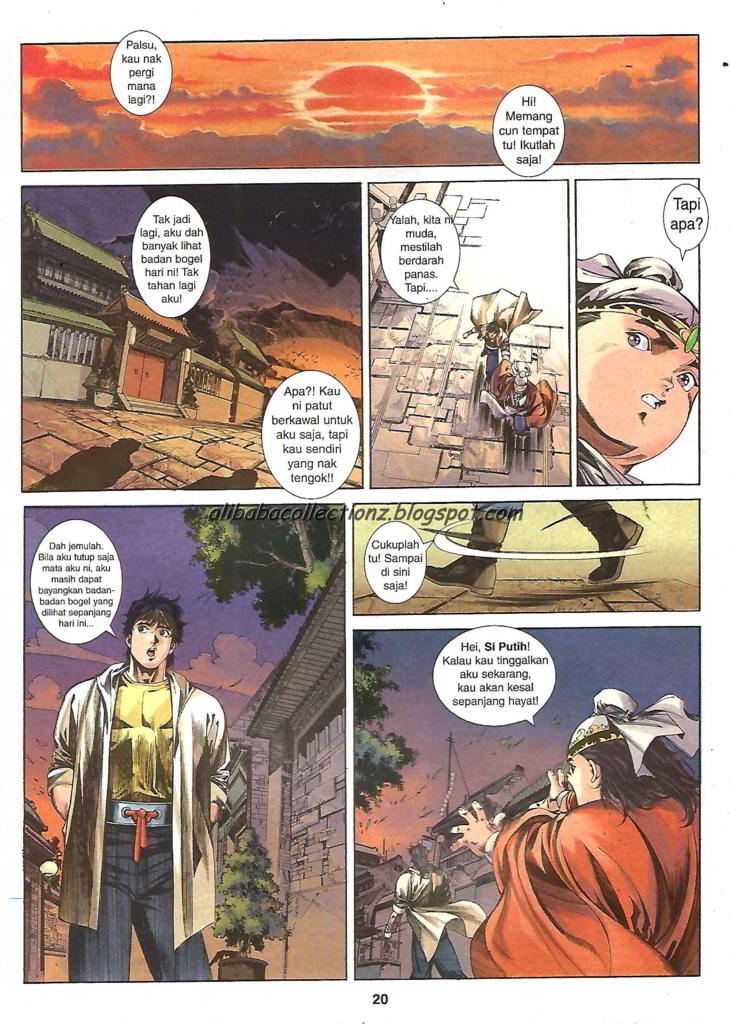 Palsu,
kau nak
pergi
mana
lagi?!
Hi!
Memang
cun tempat
tu! Ikutlah
saja!
Tak jadi
lagi, aku dah
banyak lihat
badan bogel
hari ni! Tak
tahan lagi
aku!
Apa?! Kau
ni patut
berkawal untuk
aku saja, tapi
kau sendiri
yang nak
tengok!!
Yalah, kita ni
muda,
mestilah
berdarah
panas.
Tapi....
Tapi
apa?
alibabacollectionz.blogspot.com
Dah jemulah.
Bila aku tutup saja
mata aku ni, aku
masih dapat
bayangkan badan-
badan bogel yang
dilihat sepanjang
hari ini...
Cukuplah
tu! Sampai
di sini
saja!
Hei, Si Putih!
Kalau kau tinggalkan
aku sekarang,
kau akan kesal
sepanjang hayat!
20